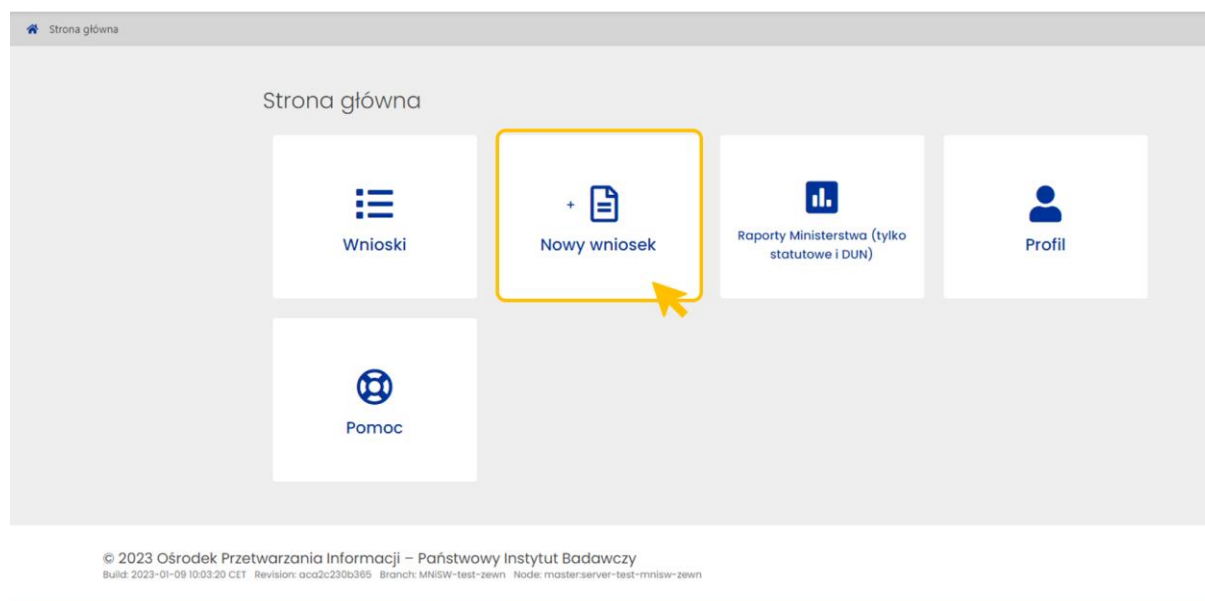 Strona główna
Strona główna
Wnioski
+
Nowy wniosek
Raporty Ministerstwa (tylko
statutowe i DUN)
Profil
Pomoc
© 2023 Ośrodek Przetwarzania Informacji – Państwowy Instytut Badawczy
Build: 2023-01-09 10:03:20 CET Revision: aca2c230b365 Branch: MNiSW-test-zewn Node: master:server-test-mnisw-zewn